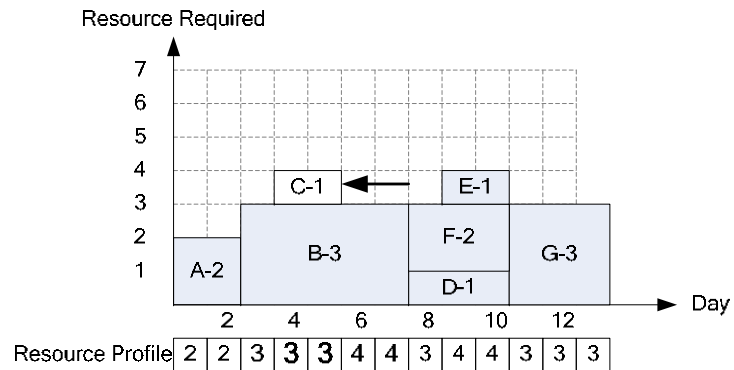 Resource Required
7
6
5
4
3
2
1
C-1
E-1
A-2
B-3
F-2
D-1
G-3
2 4 6 8 10 12
Day
Resource Profile 2 2 3 3 3 4 4 3 4 4 3 3 3